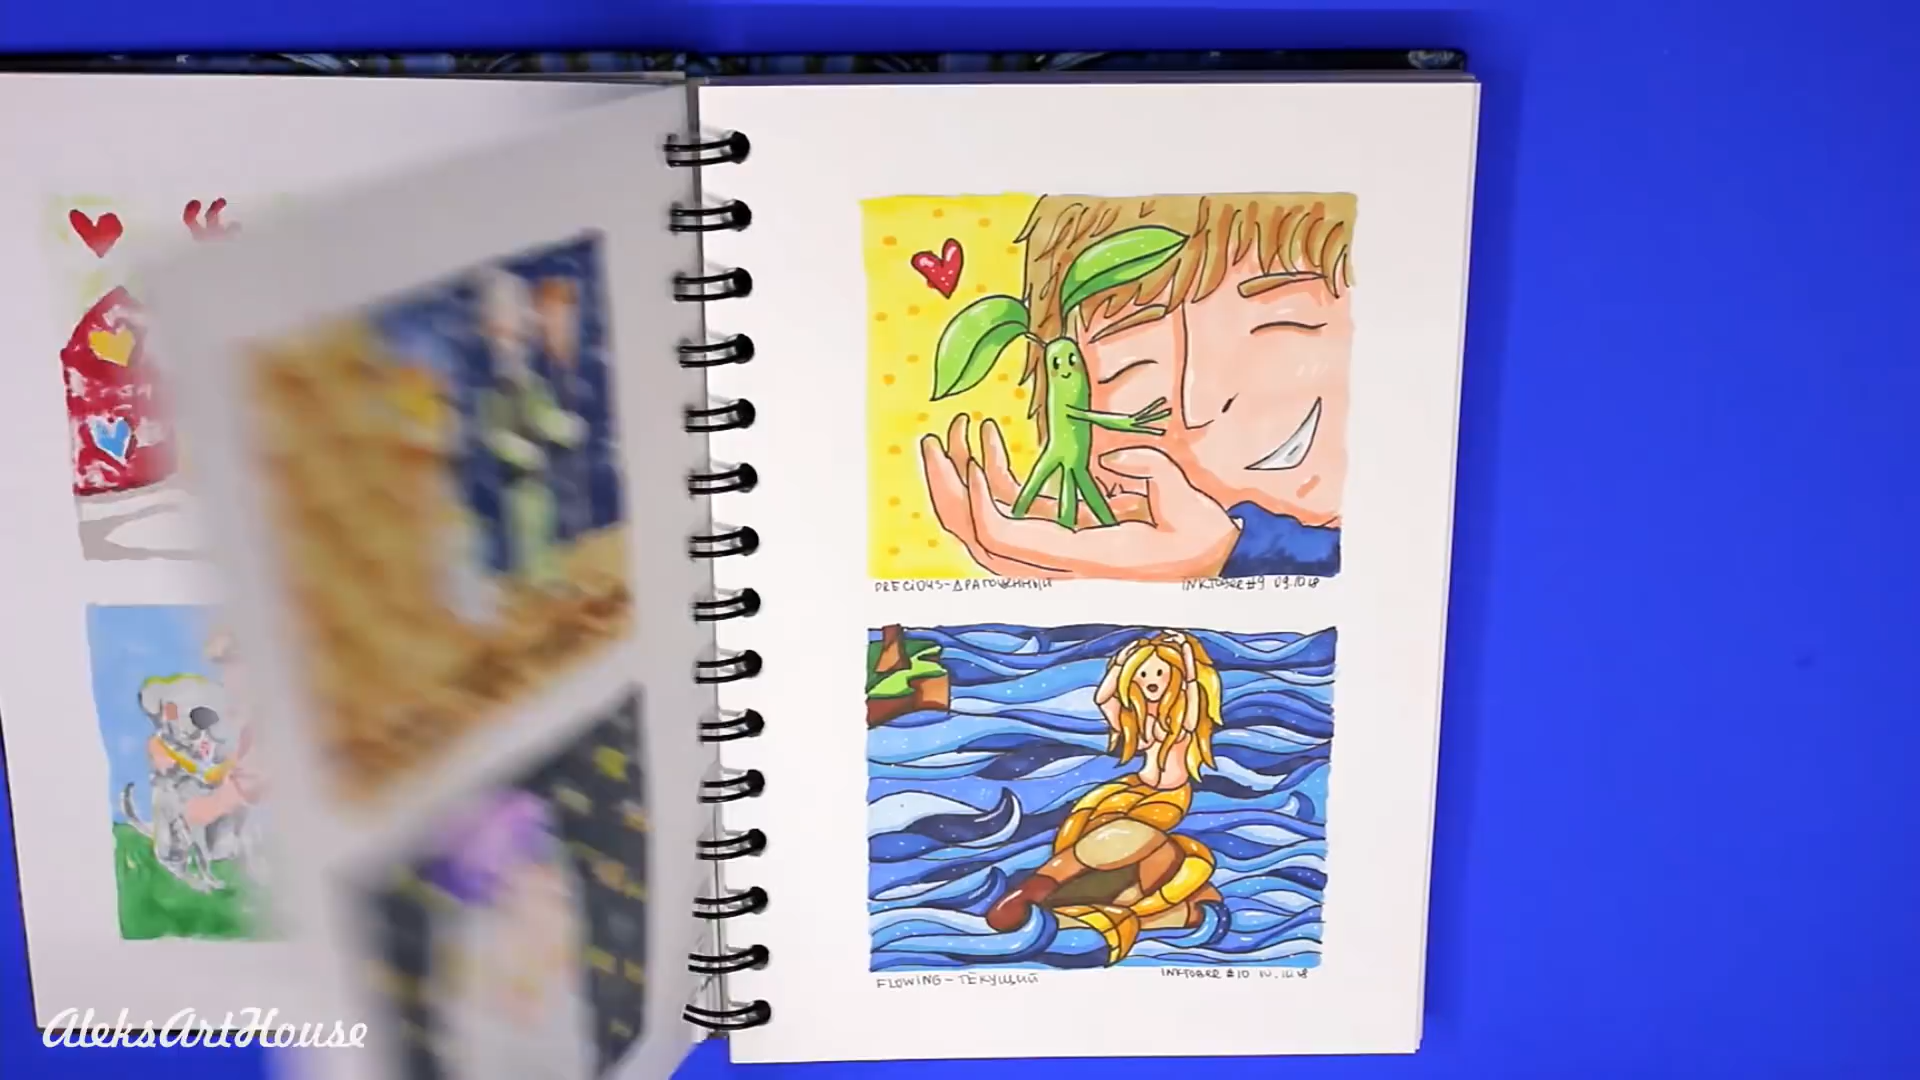 PRECIOUS-ДРАГОЦЕННЫЙ
INKTOBER#9 09.10.18
FLOWING-ТЕКУЩИЙ
INKTOBER #10 10.10.18
AleksArtHouse